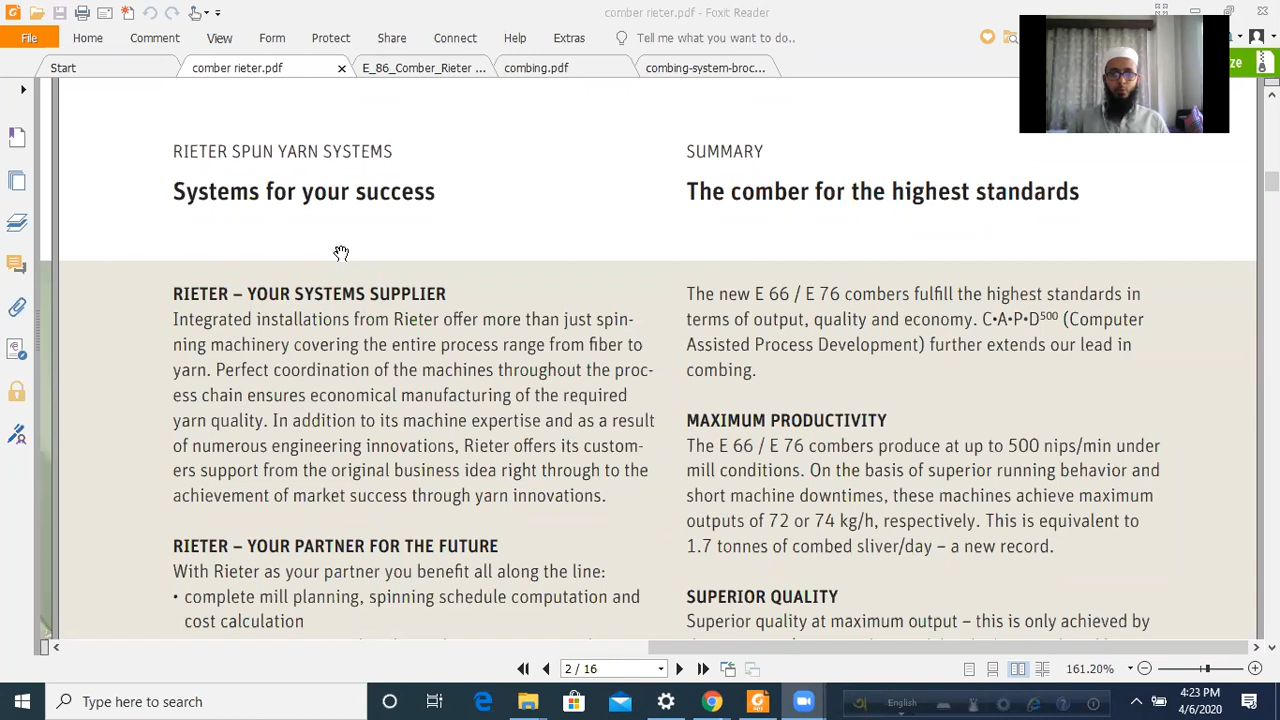 comber rieter.pdf - Foxit Reader
File Home Comment View Form Protect Share Connect Help Extras Tell me what you want to do..
Start comber rieter.pdf E_86_Comber_Rieter ... combing.pdf combing-system-broc...
RIETER SPUN YARN SYSTEMS
Systems for your success
RIETER – YOUR SYSTEMS SUPPLIER
Integrated installations from Rieter offer more than just spin-
ning machinery covering the entire process range from fiber to
yarn. Perfect coordination of the machines throughout the proc-
ess chain ensures economical manufacturing of the required
yarn quality. In addition to its machine expertise and as a result
of numerous engineering innovations, Rieter offers its custom-
ers support from the original business idea right through to the
achievement of market success through yarn innovations.
RIETER – YOUR PARTNER FOR THE FUTURE
With Rieter as your partner you benefit all along the line:
• complete mill planning, spinning schedule computation and
cost calculation
SUMMARY
The comber for the highest standards
The new E 66 / E 76 combers fulfill the highest standards in
terms of output, quality and economy. C•A•P•D500 (Computer
Assisted Process Development) further extends our lead in
combing.
MAXIMUM PRODUCTIVITY
The E 66 / E 76 combers produce at up to 500 nips/min under
mill conditions. On the basis of superior running behavior and
short machine downtimes, these machines achieve maximum
outputs of 72 or 74 kg/h, respectively. This is equivalent to
1.7 tonnes of combed sliver/day – a new record.
SUPERIOR QUALITY
Superior quality at maximum output – this is only achieved by
2 / 16
161.20%
Type here to search
English
4:23 PM
4/6/2020